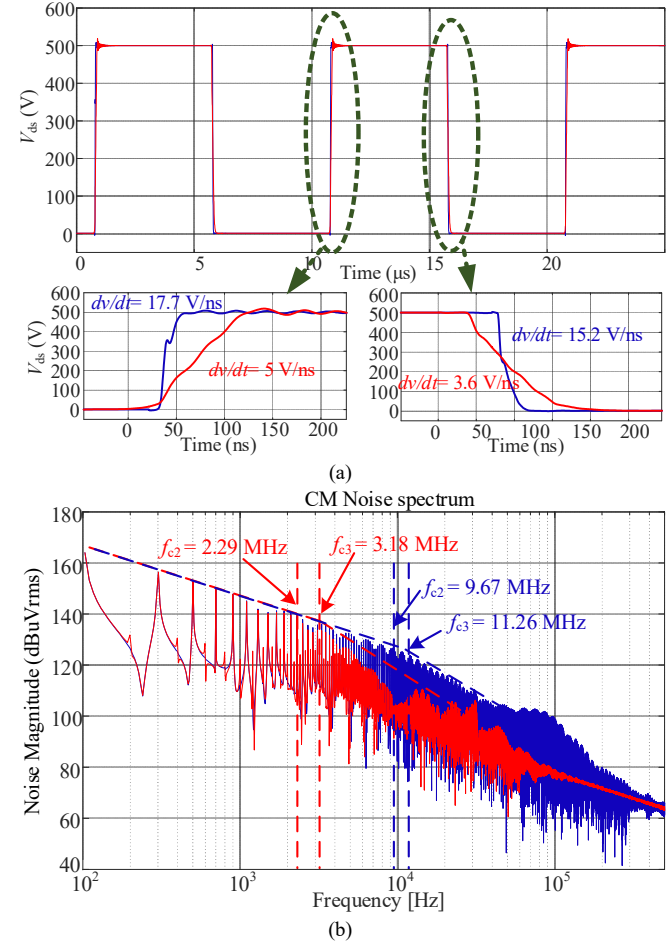 600
500
400
300
200
100
0
V_ds (V)
0 5 10 15 20
Time (μs)
600
500
400
300
200
100
0
V_ds (V)
dv/dt= 17.7 V/ns
dv/dt= 5 V/ns
0 50 100 150 200
Time (ns)
600
500
400
300
200
100
0
dv/dt= 15.2 V/ns
dv/dt= 3.6 V/ns
0 50 100 150 200
Time (ns)
(a)
CM Noise spectrum
180
160
140
120
100
80
60
40
Noise Magnitude (dBuVrms)
f_c2 = 2.29 MHz
f_c3 = 3.18 MHz
f_c2 = 9.67 MHz
f_c3 = 11.26 MHz
10^2 10^3 10^4 10^5
Frequency [Hz]
(b)